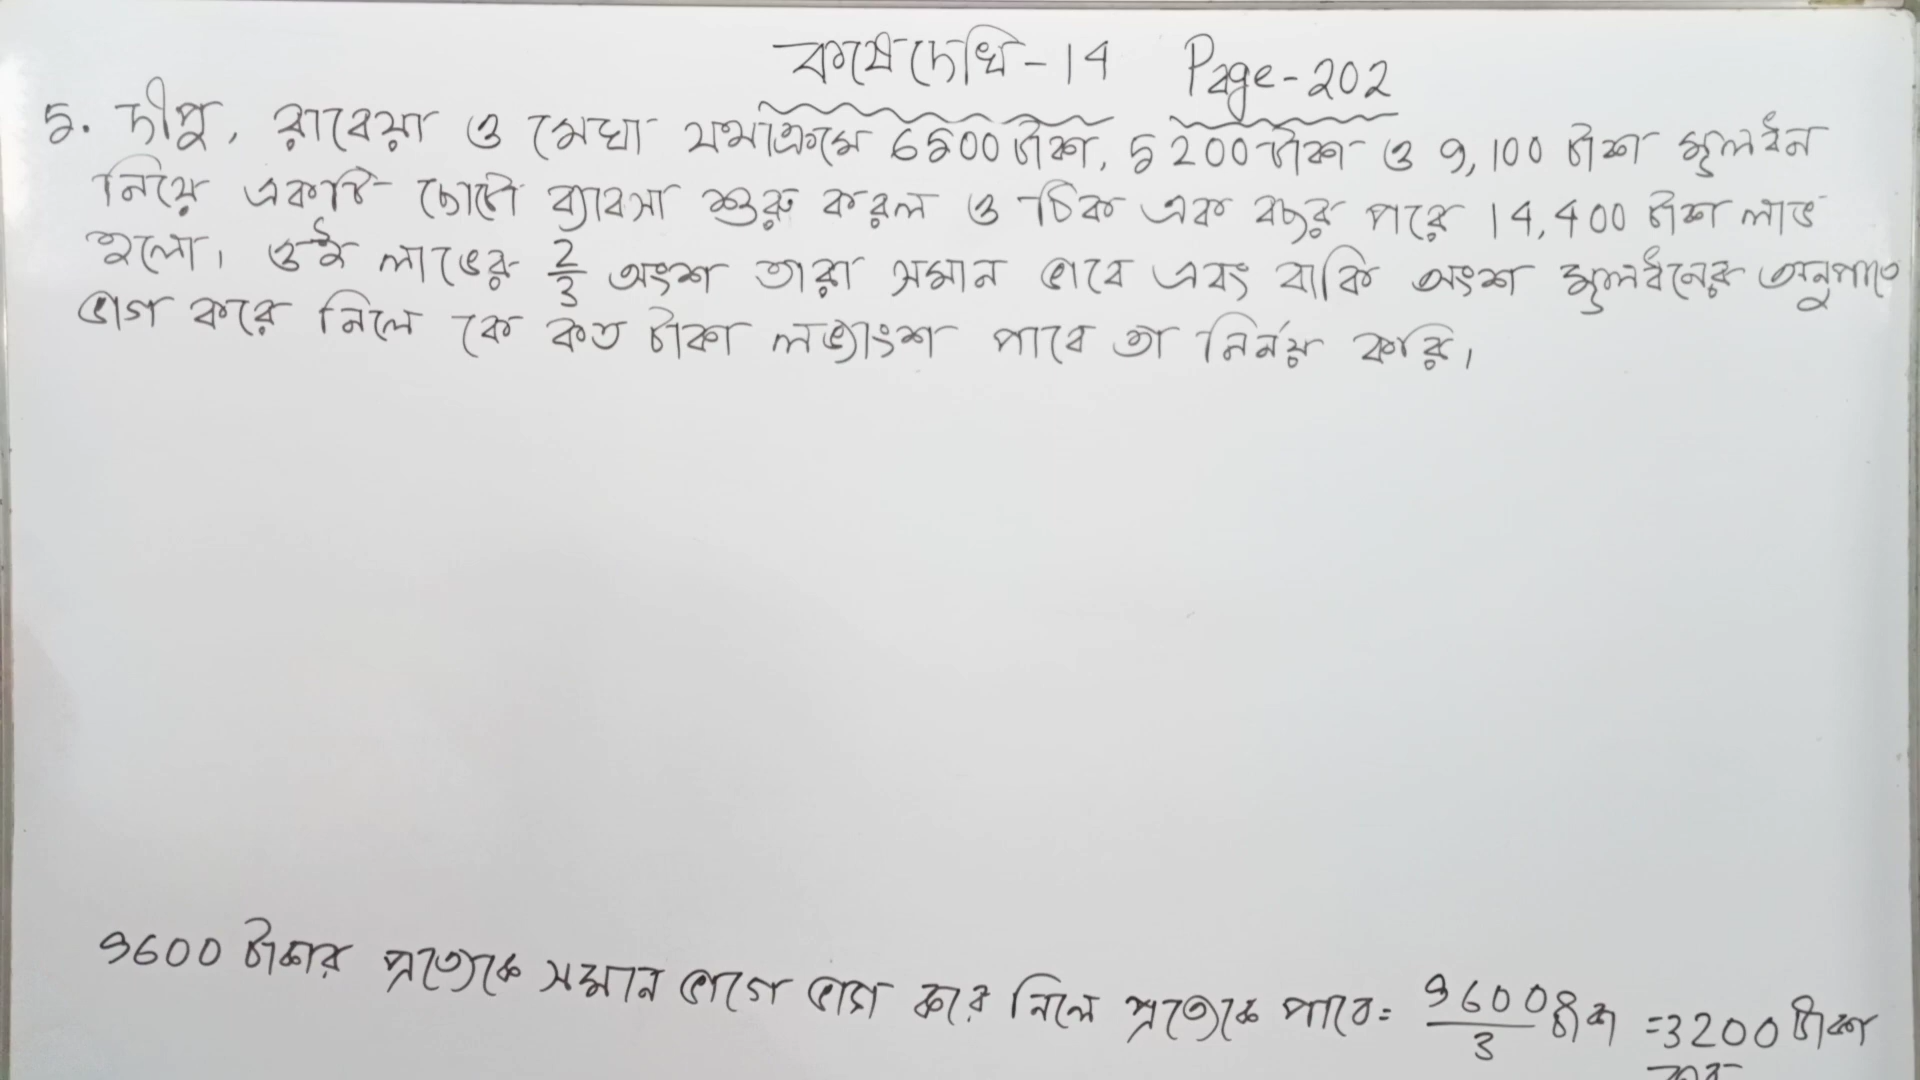 কষে দেখি - 14 Page-202
5. দীপু, রাবেয়া ও মেঘা যথাক্রমে 6500 টাকা, 5200 টাকা ও 9,100 টাকা মূলধন
নিয়ে একটি ছোটো ব্যাবসা শুরু করল ও ঠিক এক বছর পরে 14,400 টাকা লাভ
হলো। ওই লাভের 2/3 অংশ তারা সমান ভাবে এবং বাকি অংশ মূলধনের অনুপাতে
ভাগ করে নিলে কে কত টাকা লভ্যাংশ পাবে তা নির্নয় করি।
9600 টাকার প্রত্যেকে সমান ভাগে ভাগ করে নিলে প্রত্যেকে পাবে = 9600/3 টাকা = 3200 টাকা